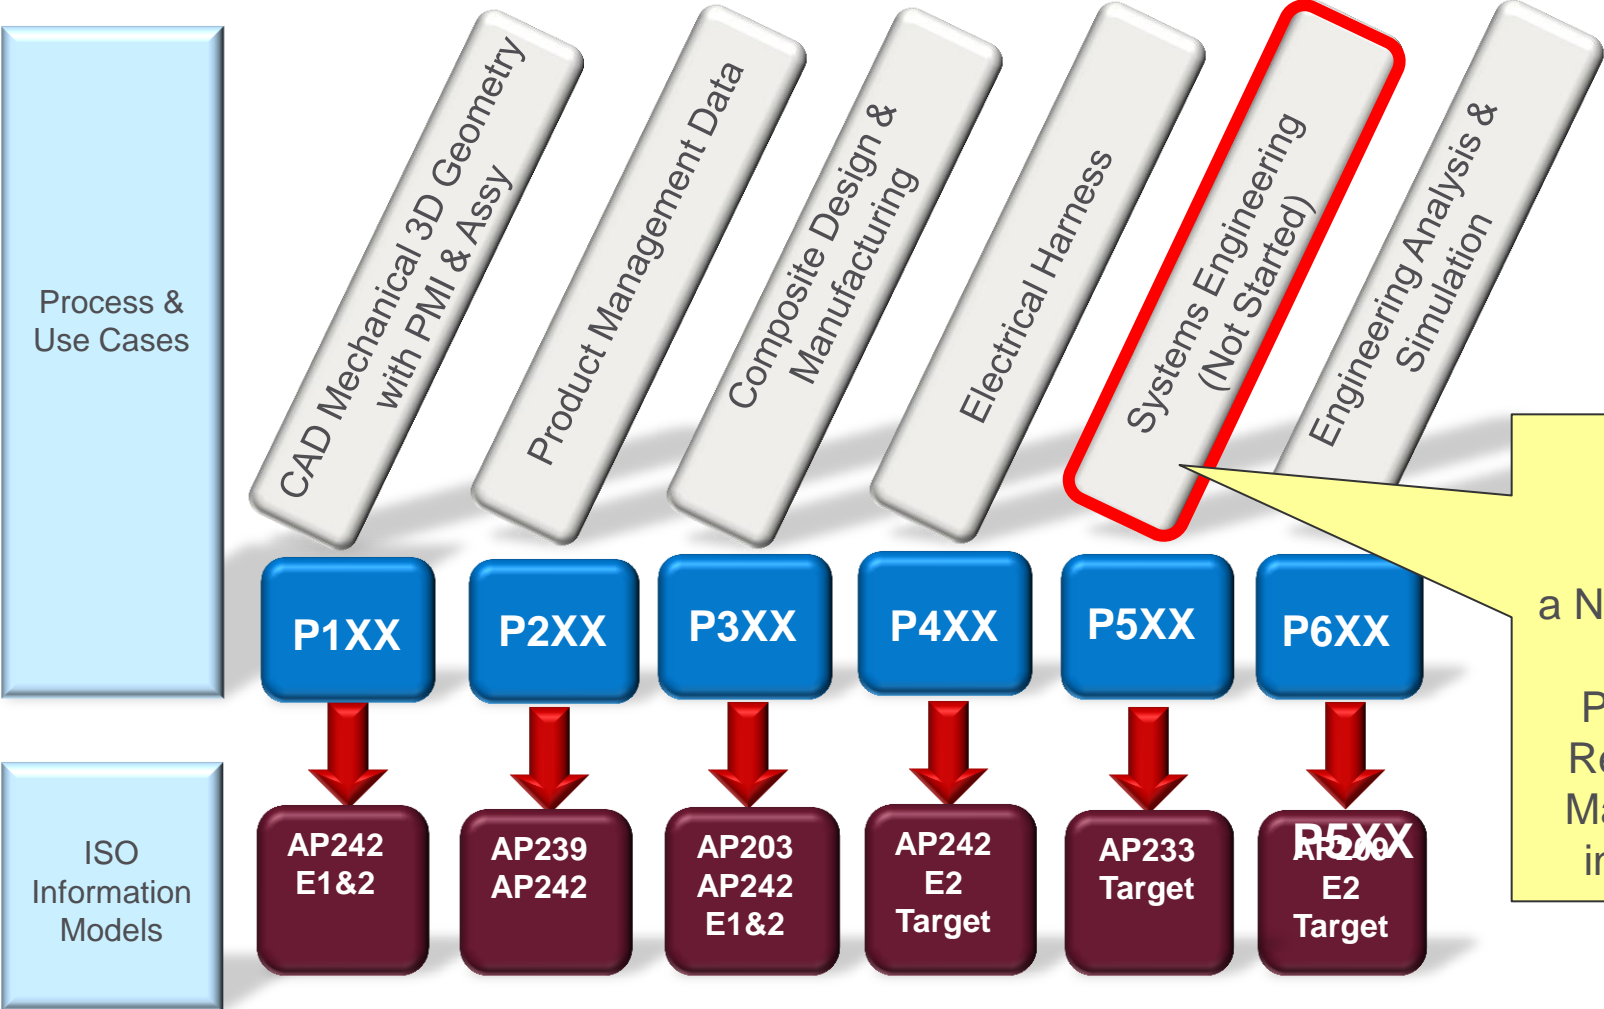 Process &
Use Cases
CAD Mechanical 3D Geometry
with PMI & Assy
Product Management Data
Composite Design &
Manufacturing
Electrical Harness
Systems Engineering
(Not Started)
Engineering Analysis &
Simulation
a N
P
Re
Ma
in
P1XX
P2XX
P3XX
P4XX
P5XX
P6XX
ISO
Information
Models
AP242
E1&2
AP239
AP242
AP203
AP242
E1&2
AP242
E2
Target
AP233
Target
P5XX
E2
Target